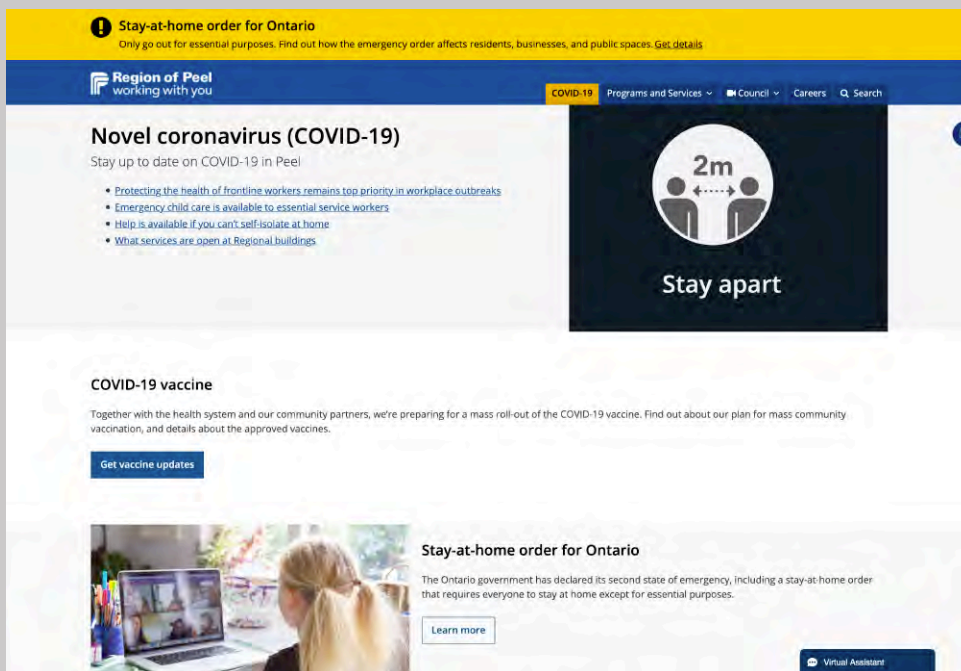 Stay-at-home order for Ontario
Only go out for essential purposes. Find out how the emergency order affects residents, businesses, and public spaces. Get details
Region of Peel
working with you
COVID-19 Programs and Services Council Careers Search
Novel coronavirus (COVID-19)
Stay up to date on COVID-19 in Peel
Protecting the health of frontline workers remains top priority in workplace outbreaks
Emergency child care is available to essential service workers
Help is available if you can't self-isolate at home
What services are open at Regional buildings
2m
Stay apart
COVID-19 vaccine
Together with the health system and our community partners, we're preparing for a mass roll-out of the COVID-19 vaccine. Find out about our plan for mass community
vaccination, and details about the approved vaccines.
Get vaccine updates
Stay-at-home order for Ontario
The Ontario government has declared its second state of emergency, including a stay-at-home order
that requires everyone to stay at home except for essential purposes.
Learn more
Virtual Assistant